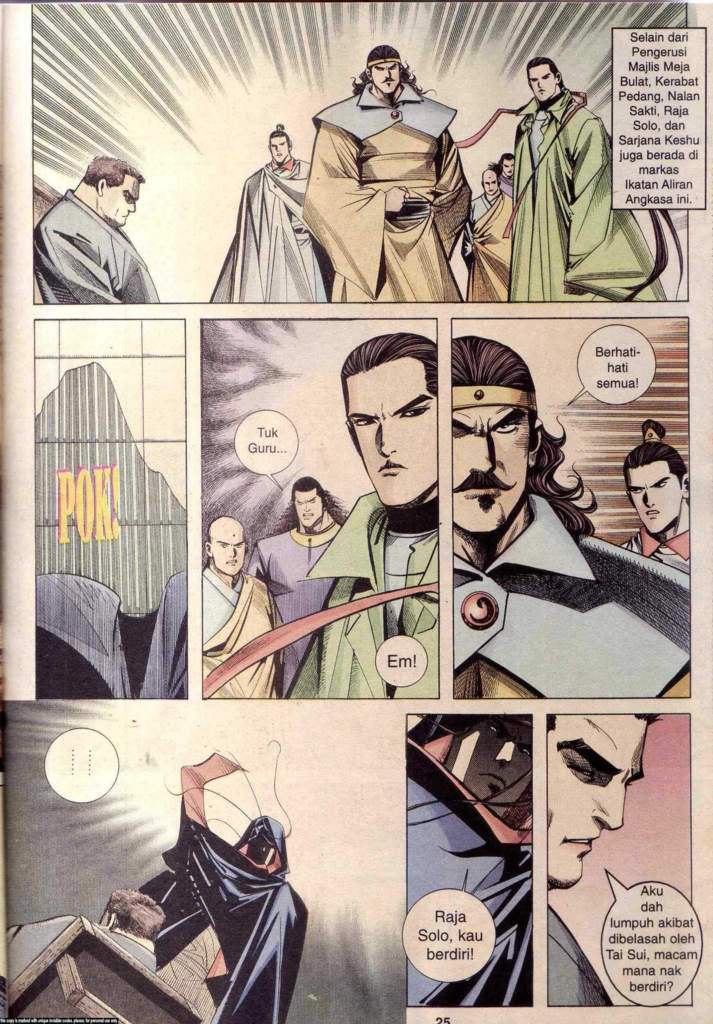 Selain dari
Pengerusi
Majlis Meja
Bulat, Kerabat
Pedang, Nalan
Sakti, Raja
Solo, dan
Sarjana Keshu
juga berada di
markas
Ikatan Aliran
Angkasa ini.
POK!
Tuk
Guru...
Em!
Berhati-
hati
semua!
Raja
Solo, kau
berdiri!
Aku
dah
lumpuh akibat
dibelasah oleh
Tai Sui, macam
mana nak
berdiri?
25